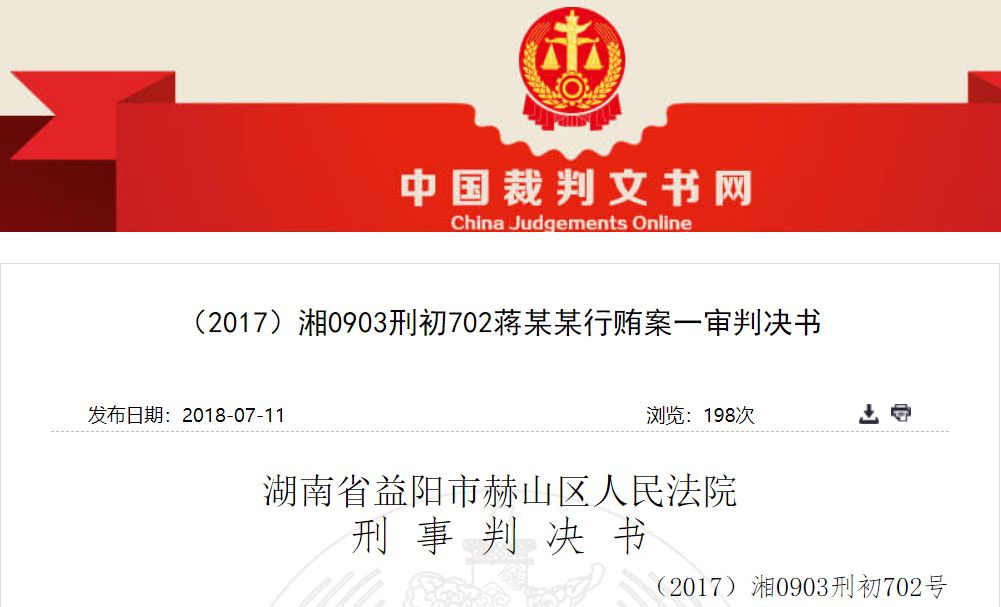 中国裁判文书网
China Judgements Online
（2017）湘0903刑初702蒋某某行贿案一审判决书
发布日期：2018-07-11 浏览：198次
湖南省益阳市赫山区人民法院
刑事判决书
（2017）湘0903刑初702号